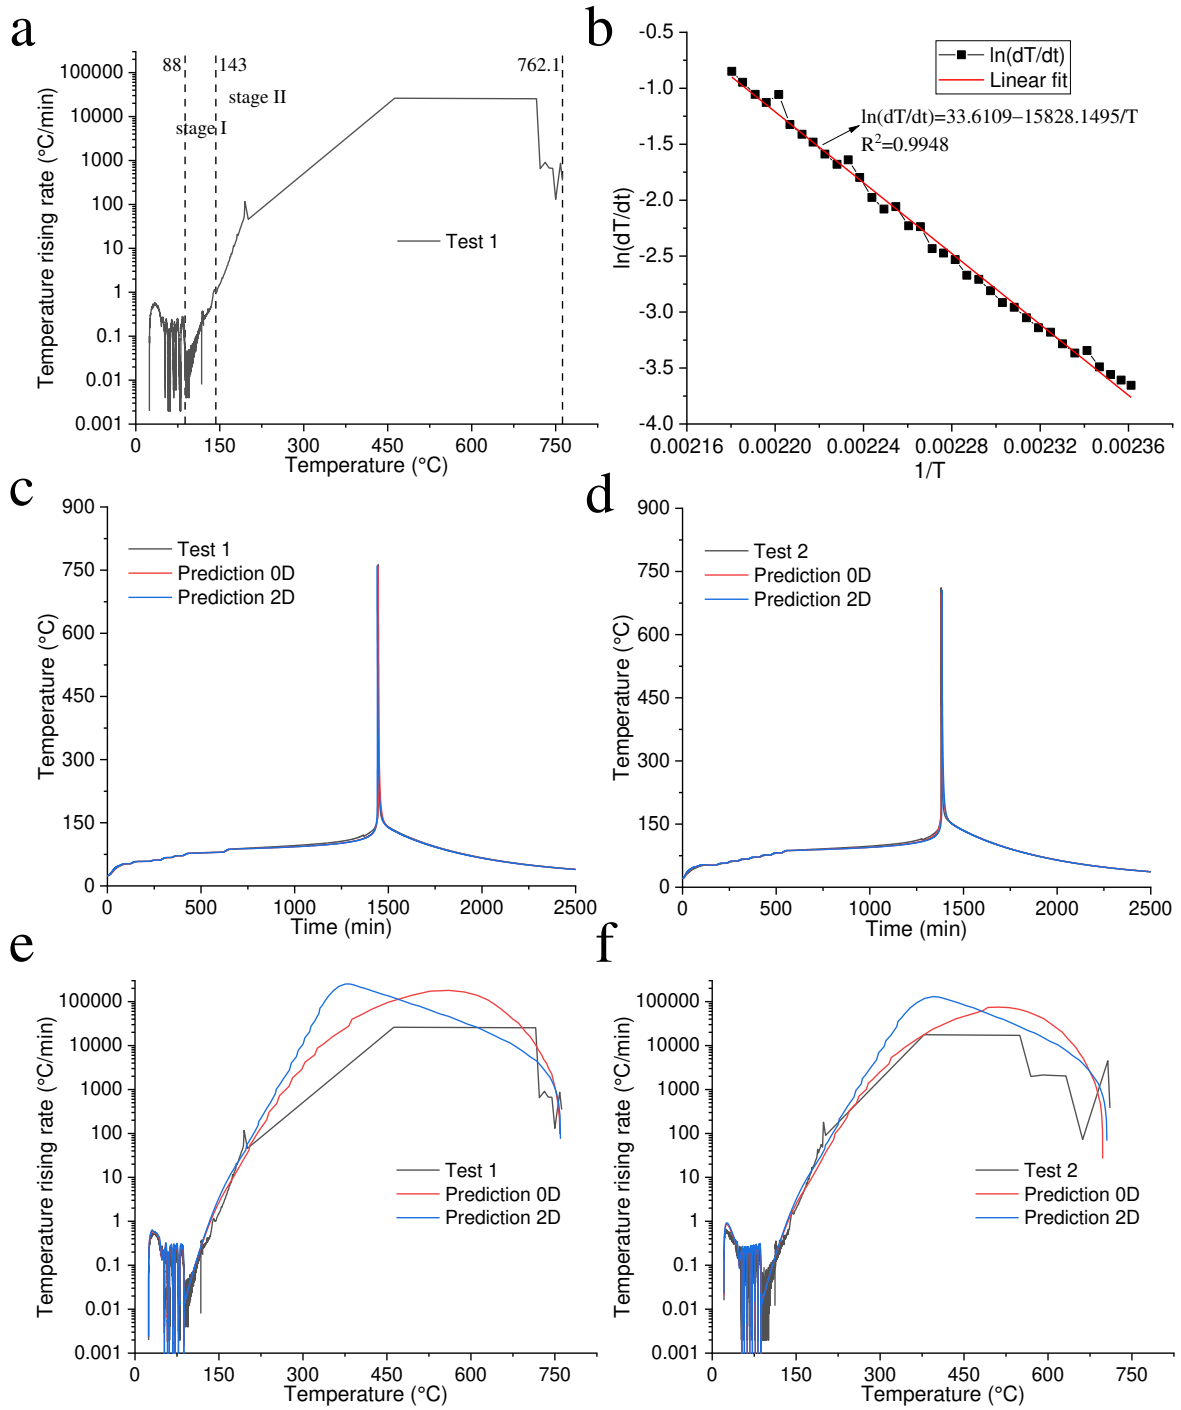 a
88
143
762.1
stage II
stage I
100000
10000
1000
100
10
1
0.1
0.01
0.001
Temperature rising rate (°C/min)
Test 1
0
150
300
450
600
750
Temperature (°C)
b
-0.5
-1.0
-1.5
-2.0
-2.5
-3.0
-3.5
-4.0
ln(dT/dt)
ln(dT/dt)
Linear fit
ln(dT/dt)=33.6109−15828.1495/T
R²=0.9948
0.00216
0.00220
0.00224
0.00228
0.00232
0.00236
1/T
c
900
750
600
450
300
150
0
Temperature (°C)
Test 1
Prediction 0D
Prediction 2D
0
500
1000
1500
2000
2500
Time (min)
d
900
750
600
450
300
150
0
Temperature (°C)
Test 2
Prediction 0D
Prediction 2D
0
500
1000
1500
2000
2500
Time (min)
e
100000
10000
1000
100
10
1
0.1
0.01
0.001
Temperature rising rate (°C/min)
Test 1
Prediction 0D
Prediction 2D
0
150
300
450
600
750
Temperature (°C)
f
100000
10000
1000
100
10
1
0.1
0.01
0.001
Temperature rising rate (°C/min)
Test 2
Prediction 0D
Prediction 2D
0
150
300
450
600
750
Temperature (°C)